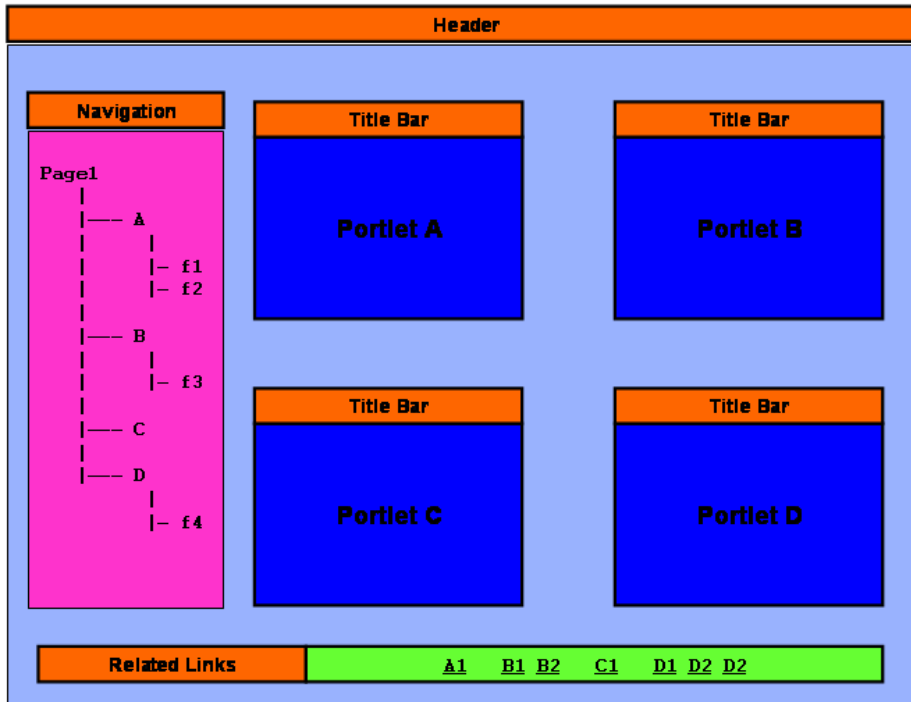 Header
Navigation
Title Bar
Title Bar
Page1
A
Portlet A
Portlet B
f1
f2
B
f3
Title Bar
Title Bar
C
D
Portlet C
Portlet D
f4
Related Links A1 B1 B2 C1 D1 D2 D2